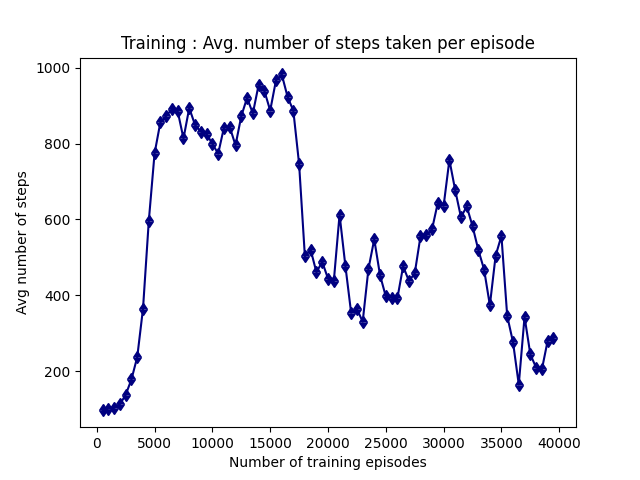 Training : Avg. number of steps taken per episode
1000
800
600
400
200
Avg number of steps
0 5000 10000 15000 20000 25000 30000 35000 40000
Number of training episodes